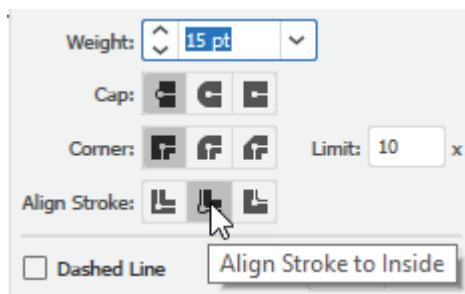 Weight: 15 pt
Cap:
Corner: Limit: 10 x
Align Stroke:
Dashed Line Align Stroke to Inside